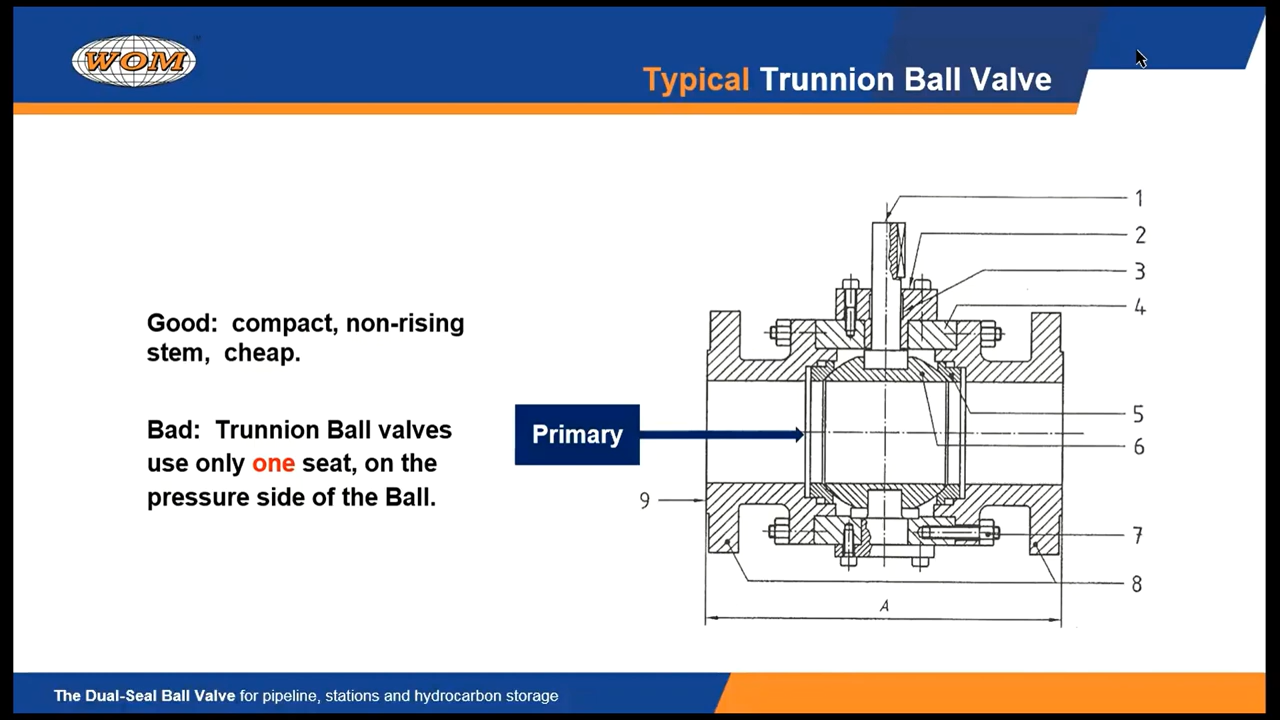 WOM
TM
Typical Trunnion Ball Valve
Good: compact, non-rising
stem, cheap.
Bad: Trunnion Ball valves
use only one seat, on the
pressure side of the Ball.
Primary
1
2
3
4
5
6
7
8
9
A
The Dual-Seal Ball Valve for pipeline, stations and hydrocarbon storage